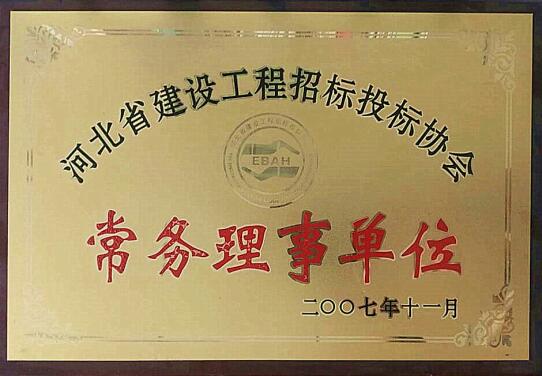 河北省建设工程招标投标协会
EBAH
常务理事单位
二〇〇七年十一月